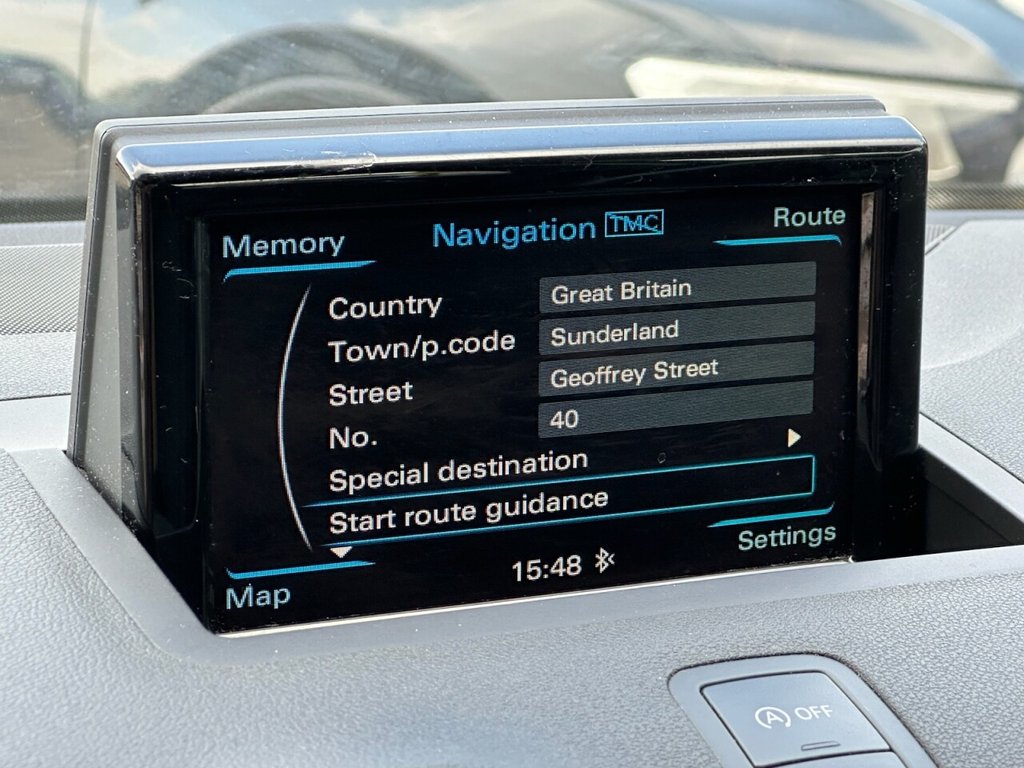 Memory
Navigation TMC
Route
Country Great Britain
Town/p.code Sunderland
Street Geoffrey Street
No. 40
Special destination
Start route guidance
Map
15:48
Settings
A OFF